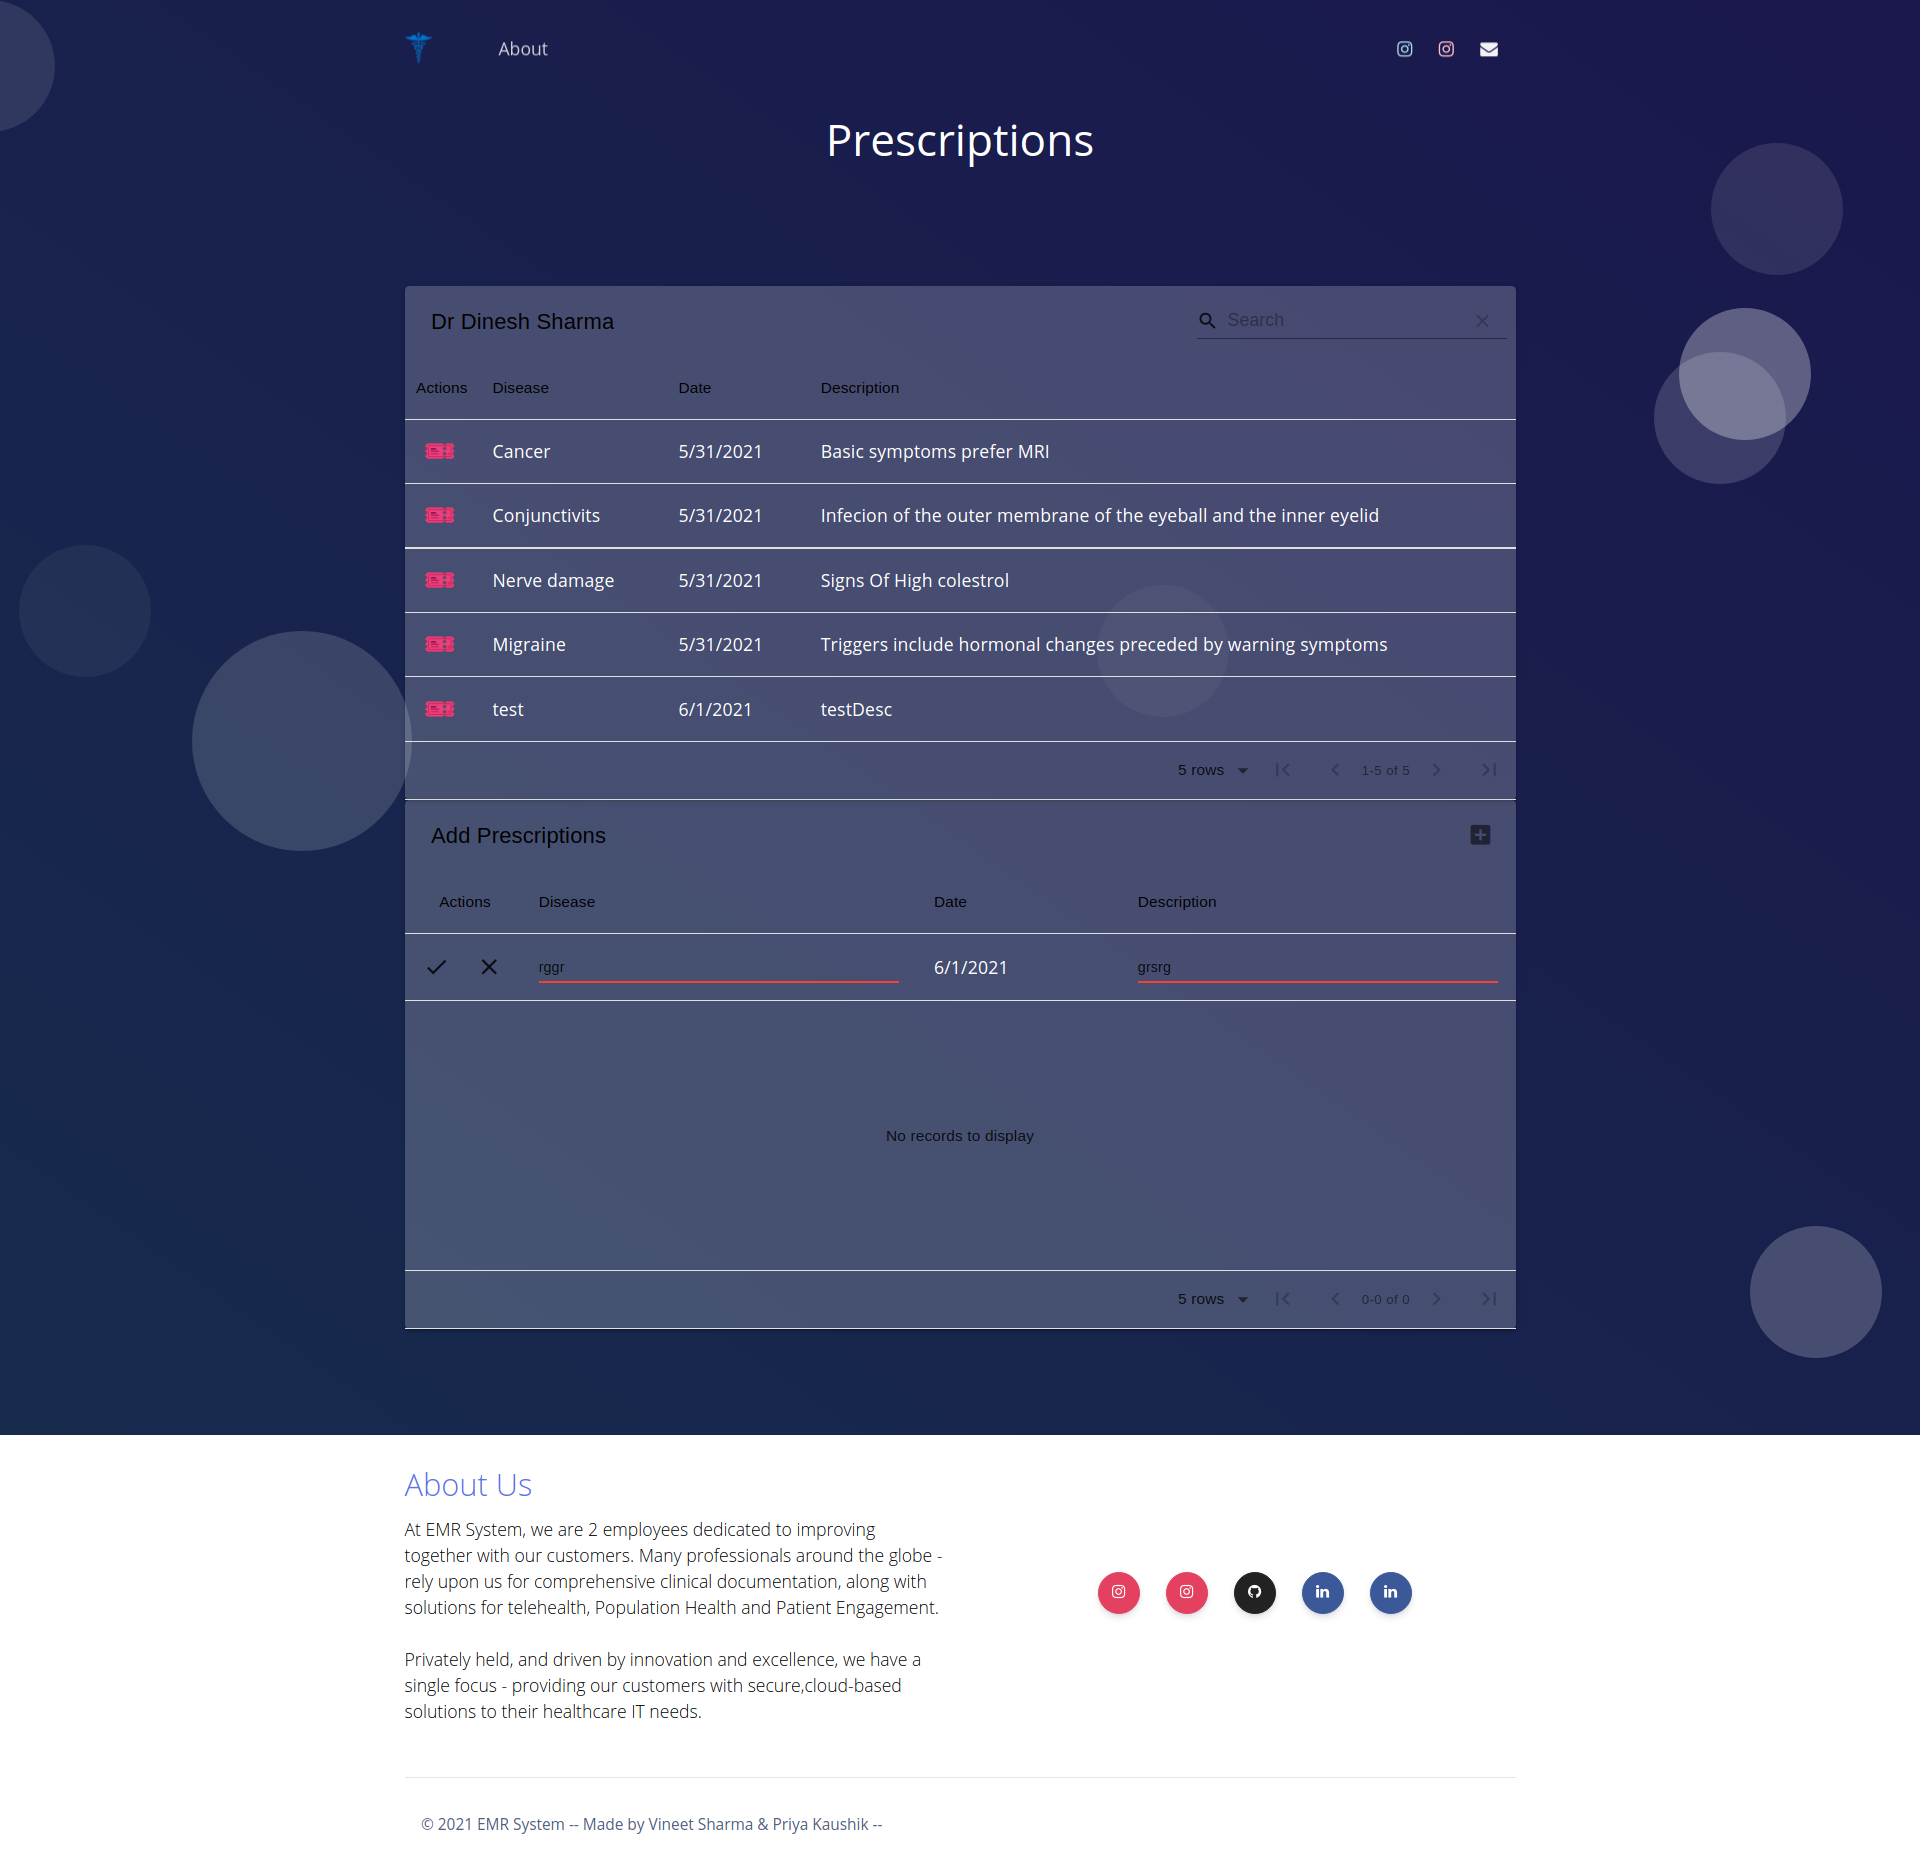 About
Prescriptions
Dr Dinesh Sharma
Search
Actions Disease Date Description
Cancer 5/31/2021 Basic symptoms prefer MRI
Conjunctivits 5/31/2021 Infecion of the outer membrane of the eyeball and the inner eyelid
Nerve damage 5/31/2021 Signs Of High colestrol
Migraine 5/31/2021 Triggers include hormonal changes preceded by warning symptoms
test 6/1/2021 testDesc
5 rows 1-5 of 5
Add Prescriptions
Actions Disease Date Description
rggr 6/1/2021 grsrg
No records to display
5 rows 0-0 of 0
About Us
At EMR System, we are 2 employees dedicated to improving
together with our customers. Many professionals around the globe -
rely upon us for comprehensive clinical documentation, along with
solutions for telehealth, Population Health and Patient Engagement.
Privately held, and driven by innovation and excellence, we have a
single focus - providing our customers with secure,cloud-based
solutions to their healthcare IT needs.
© 2021 EMR System -- Made by Vineet Sharma & Priya Kaushik --